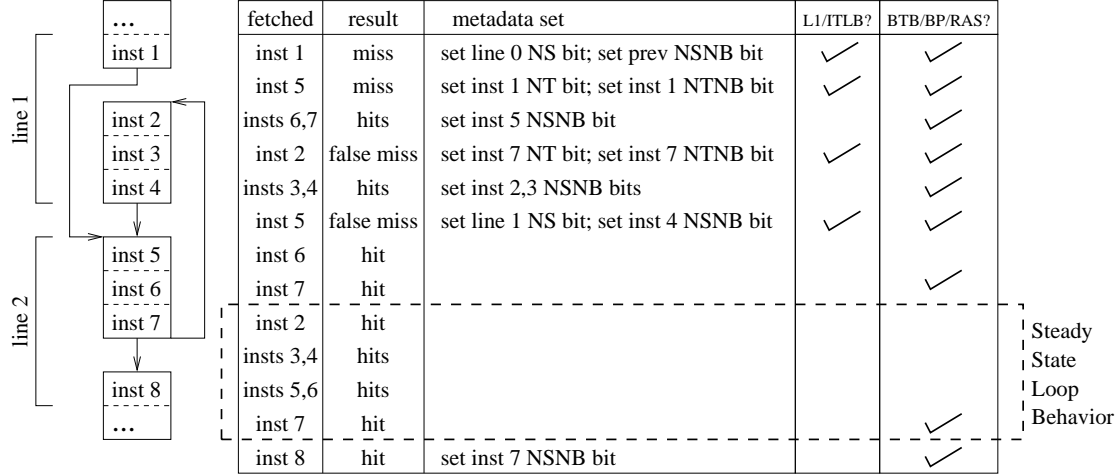 ...
inst 1
inst 2
inst 3
inst 4
inst 5
inst 6
inst 7
inst 8
...
line 1
line 2
fetched result metadata set L1/ITLB? BTB/BP/RAS?
inst 1 miss set line 0 NS bit; set prev NSNB bit ✓ ✓
inst 5 miss set inst 1 NT bit; set inst 1 NTNB bit ✓ ✓
insts 6,7 hits set inst 5 NSNB bit ✓
inst 2 false miss set inst 7 NT bit; set inst 7 NTNB bit ✓ ✓
insts 3,4 hits set inst 2,3 NSNB bits ✓
inst 5 false miss set line 1 NS bit; set inst 4 NSNB bit ✓ ✓
inst 6 hit
inst 7 hit ✓
inst 2 hit
insts 3,4 hits
insts 5,6 hits
inst 7 hit ✓
inst 8 hit set inst 7 NSNB bit ✓
Steady
State
Loop
Behavior